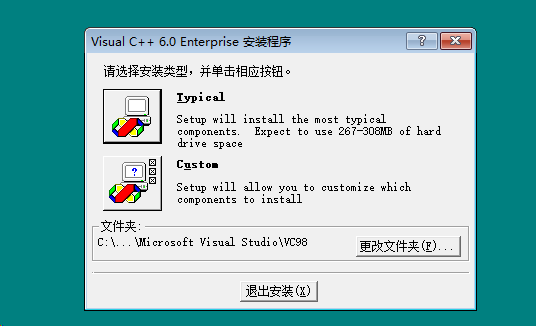 Visual C++ 6.0 Enterprise 安装程序
?
请选择安装类型，并单击相应按钮。
Typical
Setup will install the most typical
components. Expect to use 267-308MB of hard
drive space
?
Custom
Setup will allow you to customize which
components to install
文件夹:
C:\...\Microsoft Visual Studio\VC98
更改文件夹(F)...
退出安装(X)